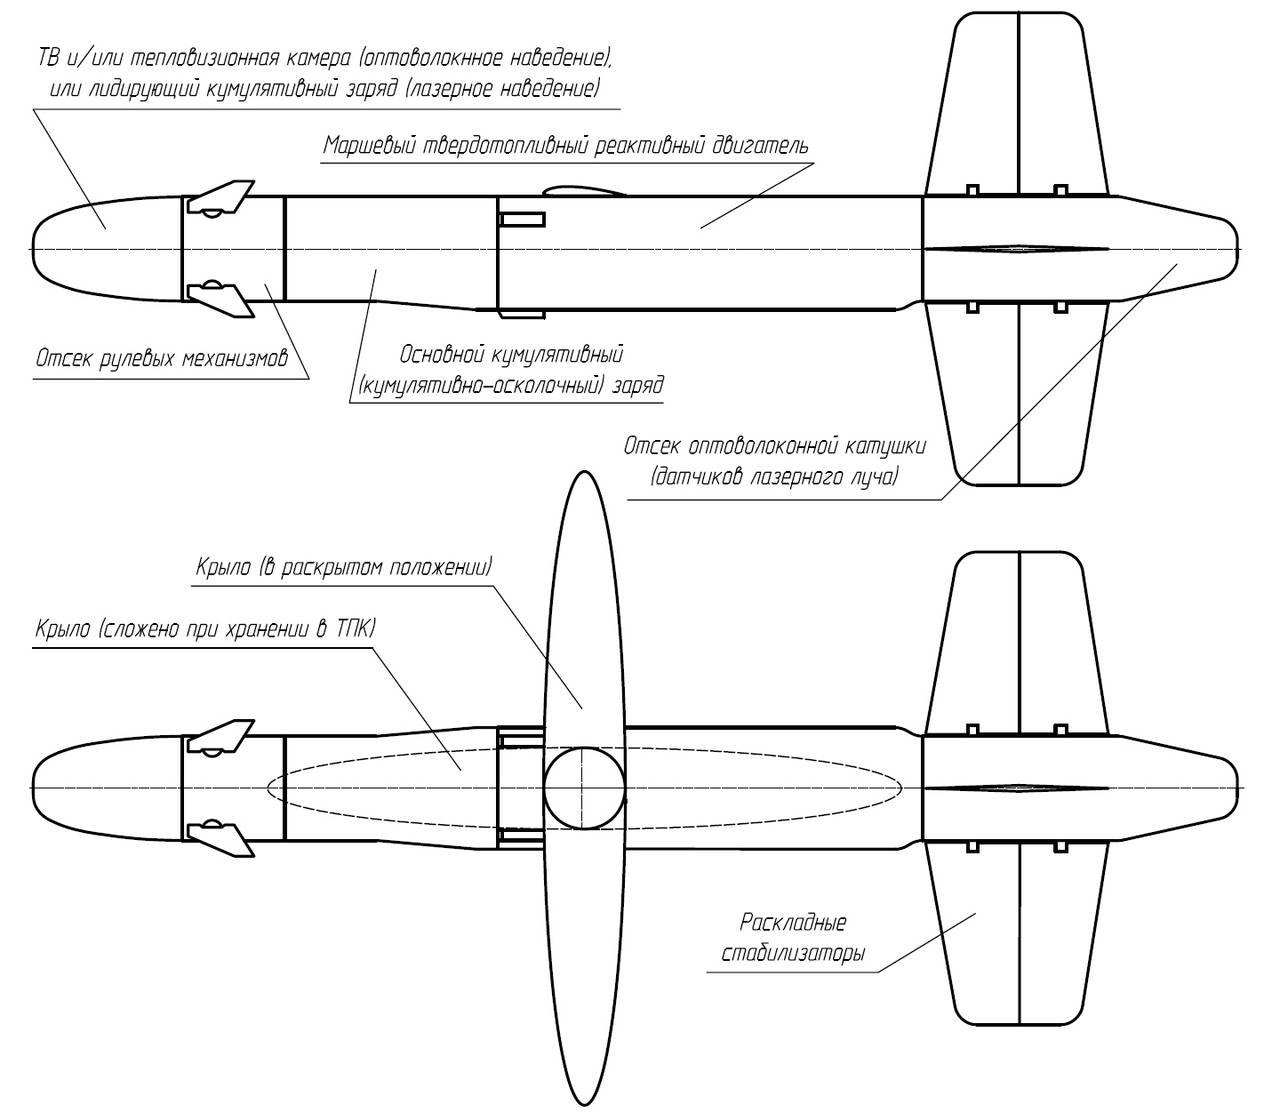 ТВ и/или тепловизионная камера (оптоволокнное наведение),
или лидирующий кумулятивный заряд (лазерное наведение)
Маршевый твердотопливный реактивный двигатель
Отсек рулевых механизмов
Основной кумулятивный
(кумулятивно-осколочный) заряд
Отсек оптоволоконной катушки
(датчиков лазерного луча)
Крыло (в раскрытом положении)
Крыло (сложено при хранении в ТПК)
Раскладные
стабилизаторы